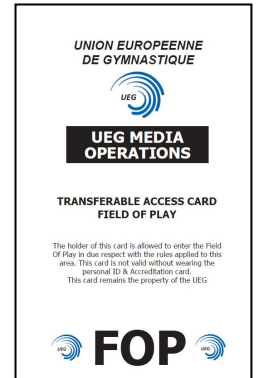 UNION EUROPEENNE
DE GYMNASTIQUE
UEG
UEG MEDIA
OPERATIONS
TRANSFERABLE ACCESS CARD
FIELD OF PLAY
The holder of this card is allowed to enter the Field
Of Play in due respect with the rules applied to this
area. This card is not valid without wearing the
personal ID & Accreditation card.
This card remains the property of the UEG
UEG FOP UEG